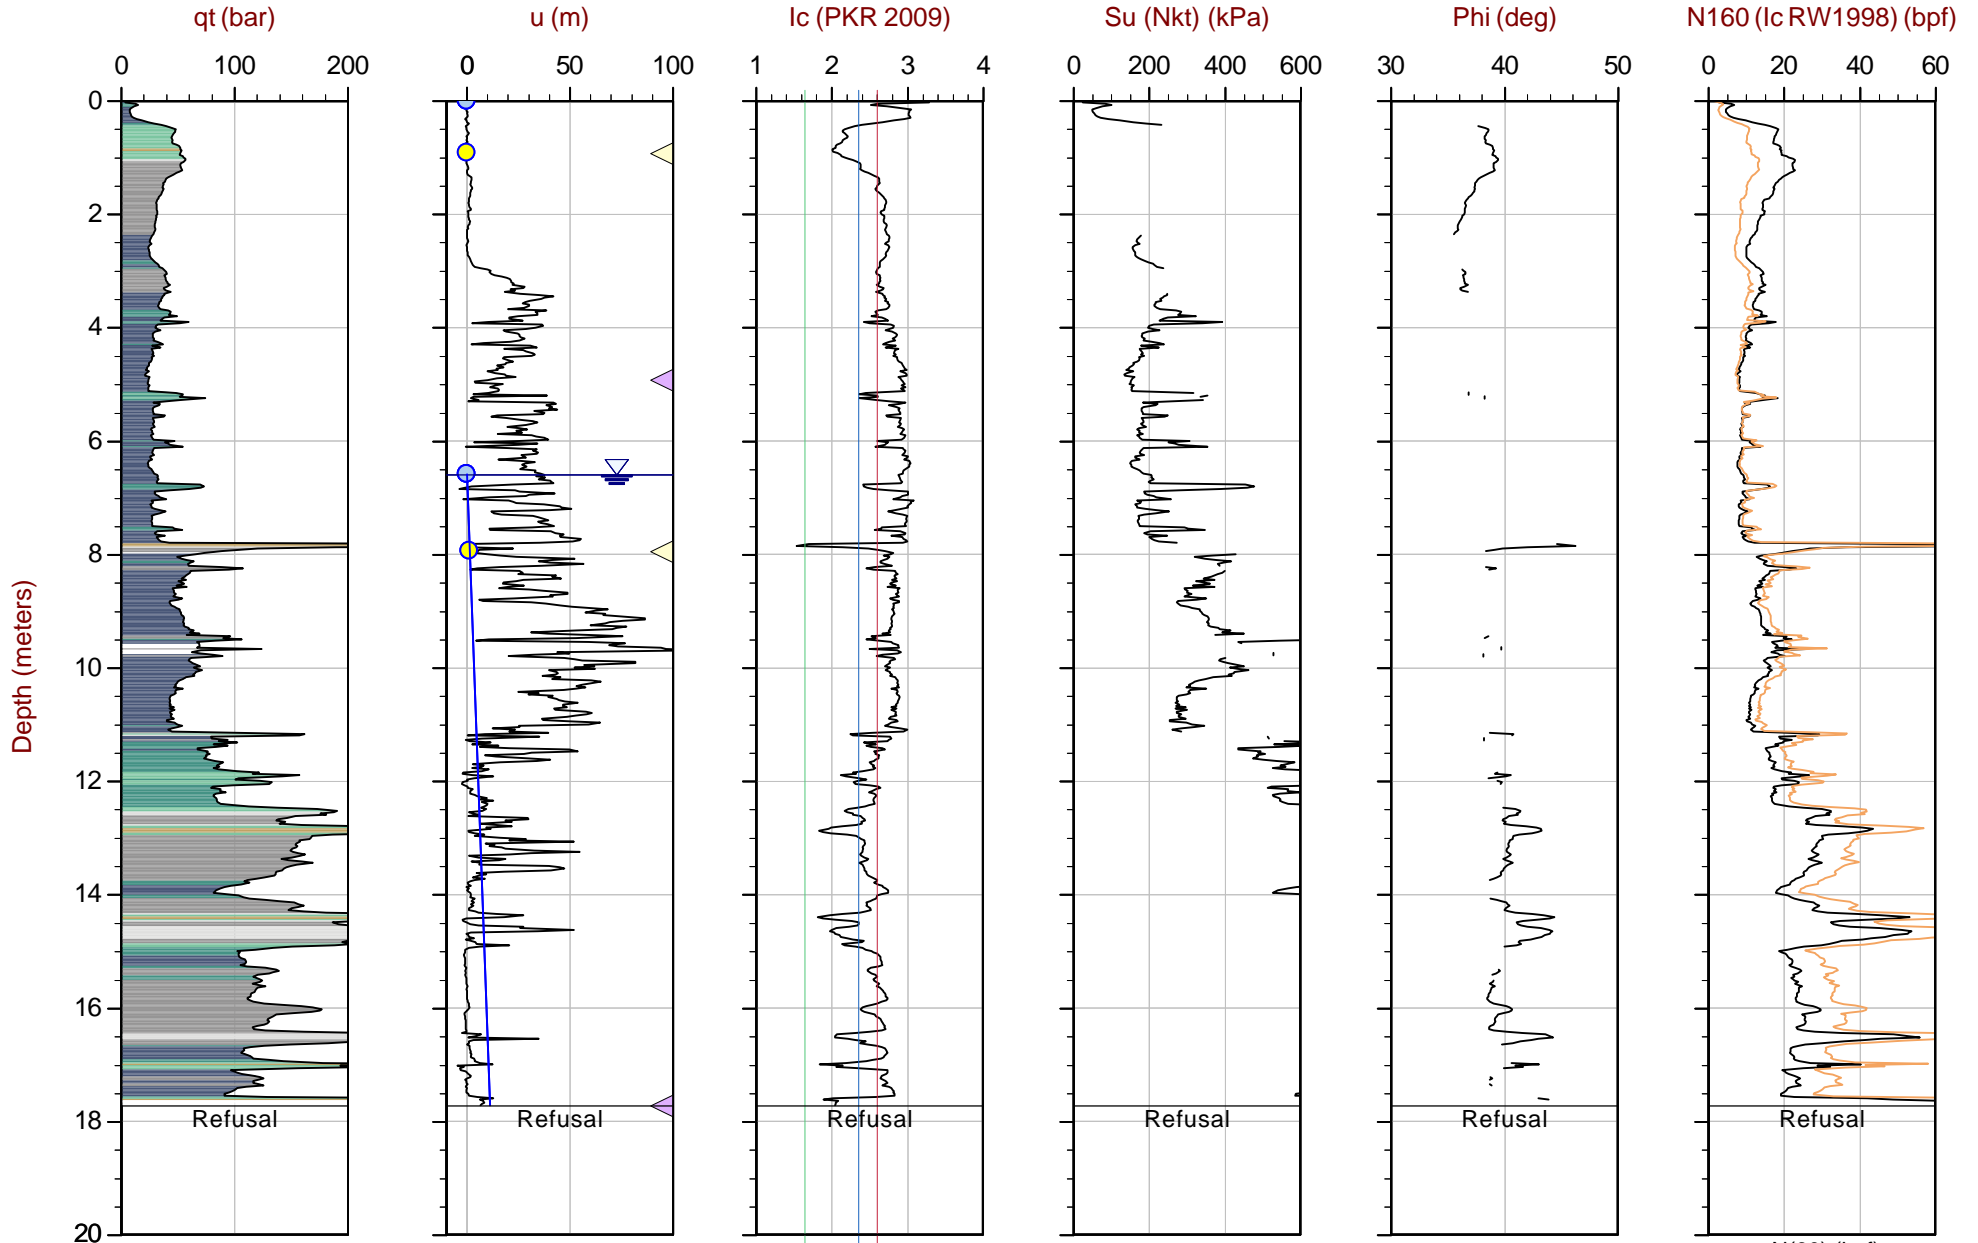 qt (bar) u (m) Ic (PKR 2009) Su (Nkt) (kPa) Phi (deg) N160 (Ic RW1998) (bpf)
0 100 200 0 50 100 1 2 3 4 0 200 400 600 30 40 50 0 20 40 60
0
2
4
6
8
10
12
14
16
18
20
Depth (meters)
Refusal Refusal Refusal Refusal Refusal Refusal